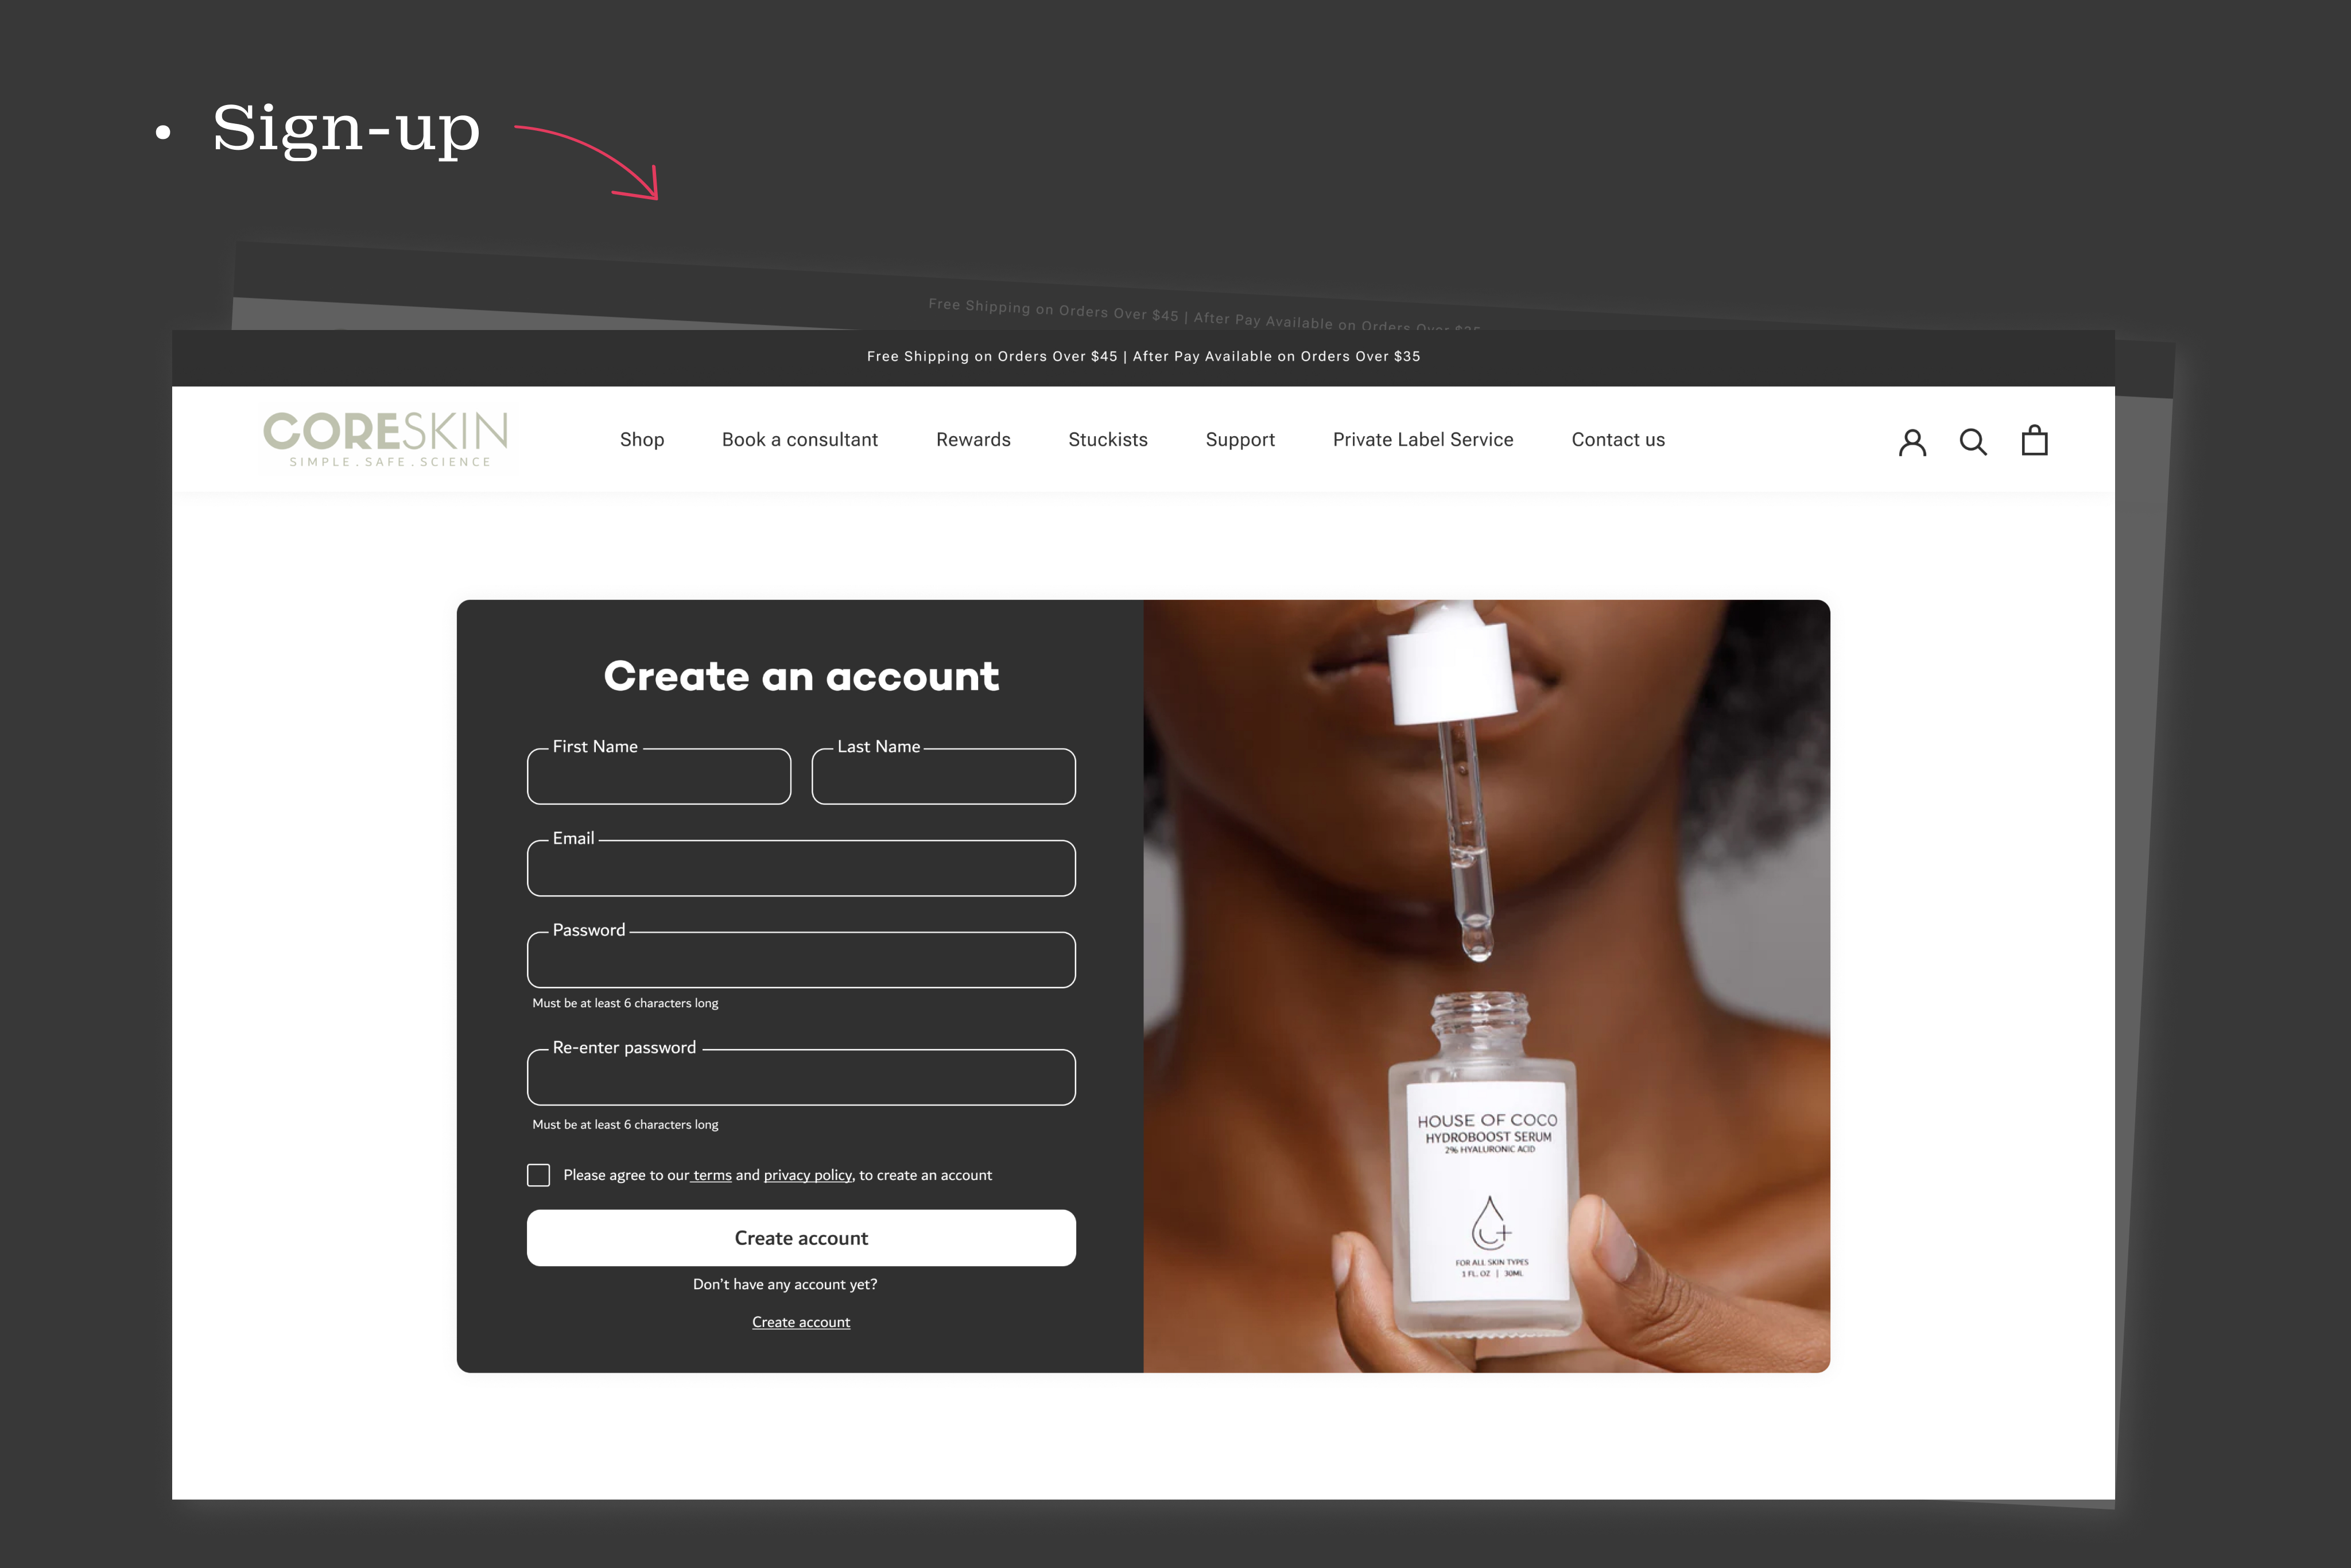 • Sign-up
Free Shipping on Orders Over $45 | After Pay Available on Orders Over $35
Free Shipping on Orders Over $45 | After Pay Available on Orders Over $35
CORESKIN
SIMPLE.SAFE.SCIENCE
Shop Book a consultant Rewards Stuckists Support Private Label Service Contact us
Create an account
First Name Last Name
Email
Password
Must be at least 6 characters long
Re-enter password
Must be at least 6 characters long
Please agree to our terms and privacy policy, to create an account
Create account
Don't have any account yet?
Create account
HOUSE OF COCO
HYDROBOOST SERUM
2% HYALURONIC ACID
FOR ALL SKIN TYPES
1 FL. OZ | 30ML